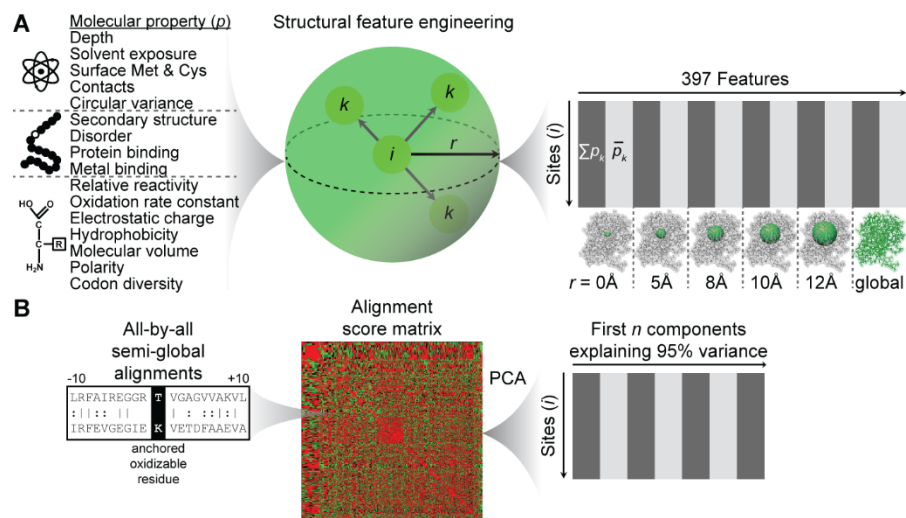 A
Molecular property (p)
Depth
Solvent exposure
Surface Met & Cys
Contacts
Circular variance
Secondary structure
Disorder
Protein binding
Metal binding
Relative reactivity
Oxidation rate constant
Electrostatic charge
Hydrophobicity
Molecular volume
Polarity
Codon diversity
HO
O
R
H₂N
Structural feature engineering
k
k
i
r
k
397 Features
Sites (i)
∑pₖ p̄ₖ
r = 0Å 5Å 8Å 10Å 12Å global
B
All-by-all
semi-global
alignments
-10 +10
LRFAIREGGR T VGAGVVAKVL
:||:: || | :| ::|:|
IRFEVGEGIE K VETDFAAEVA
anchored
oxidizable
residue
Alignment
score matrix
PCA
First n components
explaining 95% variance
Sites (i)